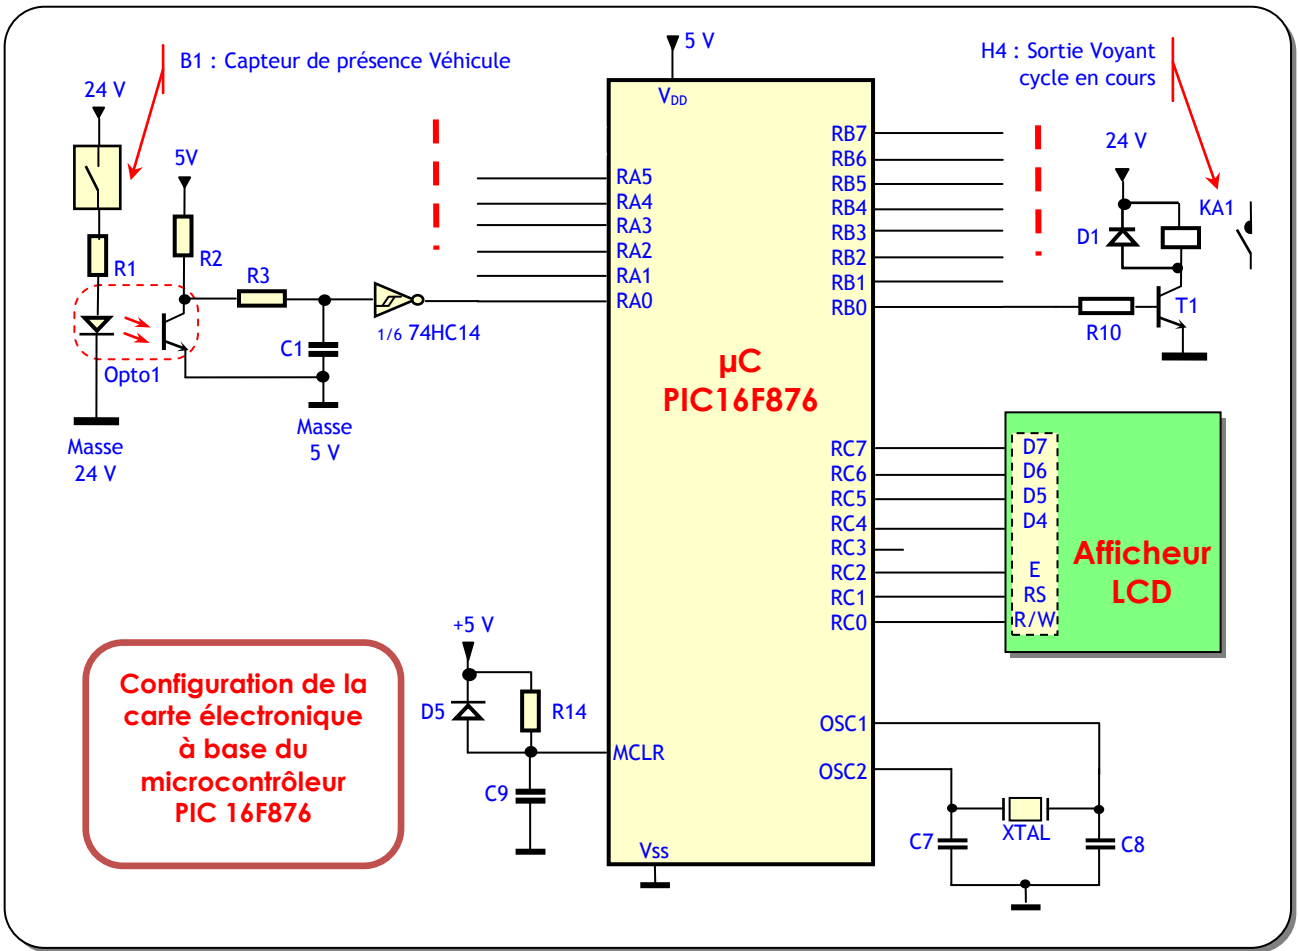 B1 : Capteur de présence Véhicule
24 V
5V
R1
R2
R3
C1
1/6 74HC14
Opto1
Masse
24 V
Masse
5 V
5 V
VDD
RA5
RA4
RA3
RA2
RA1
RA0
RB7
RB6
RB5
RB4
RB3
RB2
RB1
RB0
µC
PIC16F876
H4 : Sortie Voyant
cycle en cours
24 V
KA1
D1
T1
R10
RC7
RC6
RC5
RC4
RC3
RC2
RC1
RC0
D7
D6
D5
D4
E
RS
R/W
Afficheur
LCD
+5 V
D5
R14
C9
MCLR
Vss
OSC1
OSC2
XTAL
C7
C8
Configuration de la
carte électronique
à base du
microcontrôleur
PIC 16F876